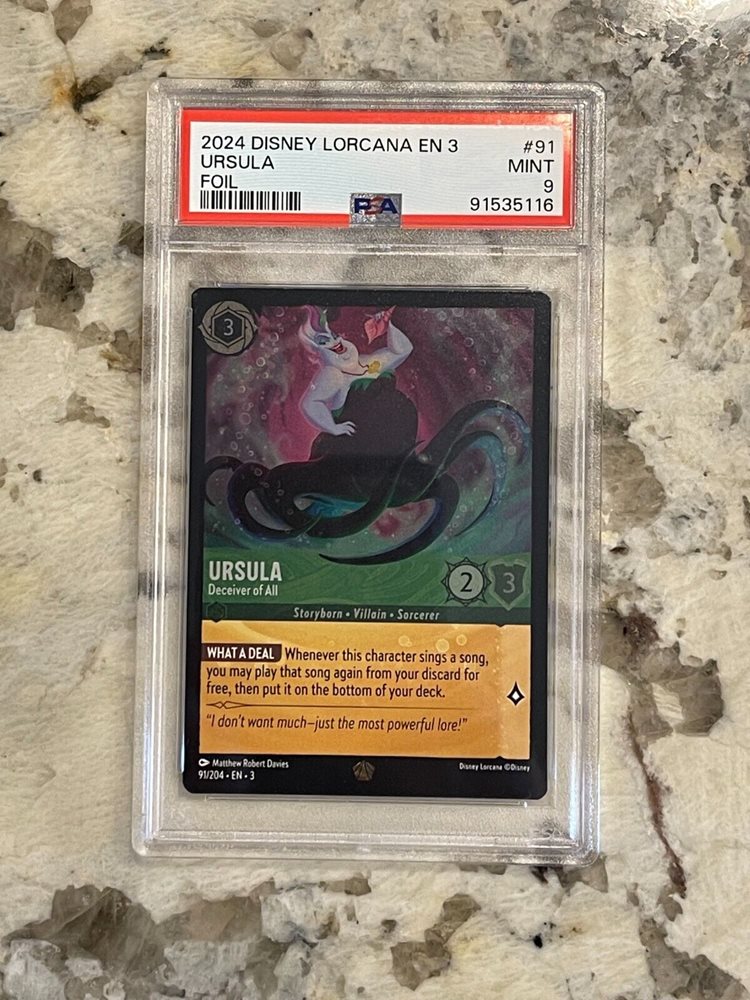 2024 DISNEY LORCANA EN 3 #91
URSULA MINT
FOIL 9
PSA 91535116
3
URSULA
Deceiver of All
2 3
Storyborn • Villain • Sorcerer
WHAT A DEAL Whenever this character sings a song,
you may play that song again from your discard for
free, then put it on the bottom of your deck.
"I don't want much—just the most powerful lore!"
Matthew Robert Davies
91/204 • EN • 3
Disney Lorcana ©Disney